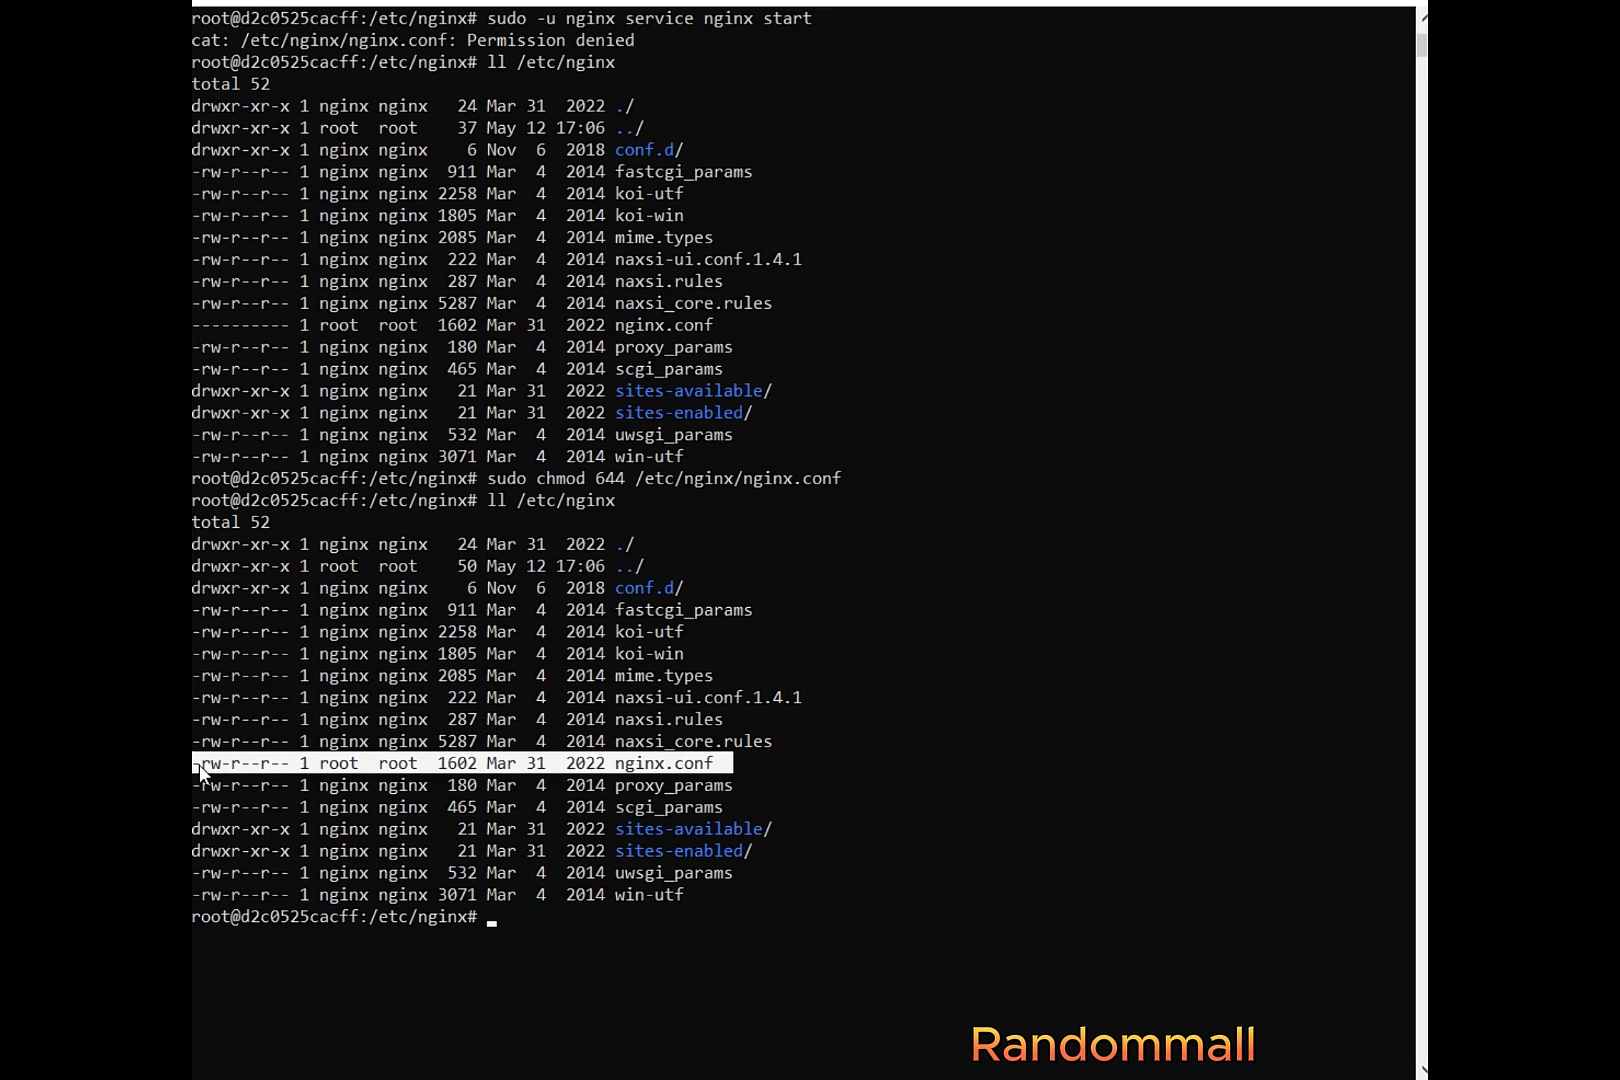 root@d2c0525cacff:/etc/nginx# sudo -u nginx service nginx start
cat: /etc/nginx/nginx.conf: Permission denied
root@d2c0525cacff:/etc/nginx# ll /etc/nginx
total 52
drwxr-xr-x 1 nginx nginx   24 Mar 31  2022 ./
drwxr-xr-x 1 root  root    37 May 12 17:06 ../
drwxr-xr-x 1 nginx nginx    6 Nov  6  2018 conf.d/
-rw-r--r-- 1 nginx nginx  911 Mar  4  2014 fastcgi_params
-rw-r--r-- 1 nginx nginx 2258 Mar  4  2014 koi-utf
-rw-r--r-- 1 nginx nginx 1805 Mar  4  2014 koi-win
-rw-r--r-- 1 nginx nginx 2085 Mar  4  2014 mime.types
-rw-r--r-- 1 nginx nginx  222 Mar  4  2014 naxsi-ui.conf.1.4.1
-rw-r--r-- 1 nginx nginx  287 Mar  4  2014 naxsi.rules
-rw-r--r-- 1 nginx nginx 5287 Mar  4  2014 naxsi_core.rules
---------- 1 root  root  1602 Mar 31  2022 nginx.conf
-rw-r--r-- 1 nginx nginx  180 Mar  4  2014 proxy_params
-rw-r--r-- 1 nginx nginx  465 Mar  4  2014 scgi_params
drwxr-xr-x 1 nginx nginx   21 Mar 31  2022 sites-available/
drwxr-xr-x 1 nginx nginx   21 Mar 31  2022 sites-enabled/
-rw-r--r-- 1 nginx nginx  532 Mar  4  2014 uwsgi_params
-rw-r--r-- 1 nginx nginx 3071 Mar  4  2014 win-utf
root@d2c0525cacff:/etc/nginx# sudo chmod 644 /etc/nginx/nginx.conf
root@d2c0525cacff:/etc/nginx# ll /etc/nginx
total 52
drwxr-xr-x 1 nginx nginx   24 Mar 31  2022 ./
drwxr-xr-x 1 root  root    50 May 12 17:06 ../
drwxr-xr-x 1 nginx nginx    6 Nov  6  2018 conf.d/
-rw-r--r-- 1 nginx nginx  911 Mar  4  2014 fastcgi_params
-rw-r--r-- 1 nginx nginx 2258 Mar  4  2014 koi-utf
-rw-r--r-- 1 nginx nginx 1805 Mar  4  2014 koi-win
-rw-r--r-- 1 nginx nginx 2085 Mar  4  2014 mime.types
-rw-r--r-- 1 nginx nginx  222 Mar  4  2014 naxsi-ui.conf.1.4.1
-rw-r--r-- 1 nginx nginx  287 Mar  4  2014 naxsi.rules
-rw-r--r-- 1 nginx nginx 5287 Mar  4  2014 naxsi_core.rules
-rw-r--r-- 1 root  root  1602 Mar 31  2022 nginx.conf
-rw-r--r-- 1 nginx nginx  180 Mar  4  2014 proxy_params
-rw-r--r-- 1 nginx nginx  465 Mar  4  2014 scgi_params
drwxr-xr-x 1 nginx nginx   21 Mar 31  2022 sites-available/
drwxr-xr-x 1 nginx nginx   21 Mar 31  2022 sites-enabled/
-rw-r--r-- 1 nginx nginx  532 Mar  4  2014 uwsgi_params
-rw-r--r-- 1 nginx nginx 3071 Mar  4  2014 win-utf
root@d2c0525cacff:/etc/nginx#
Randommall